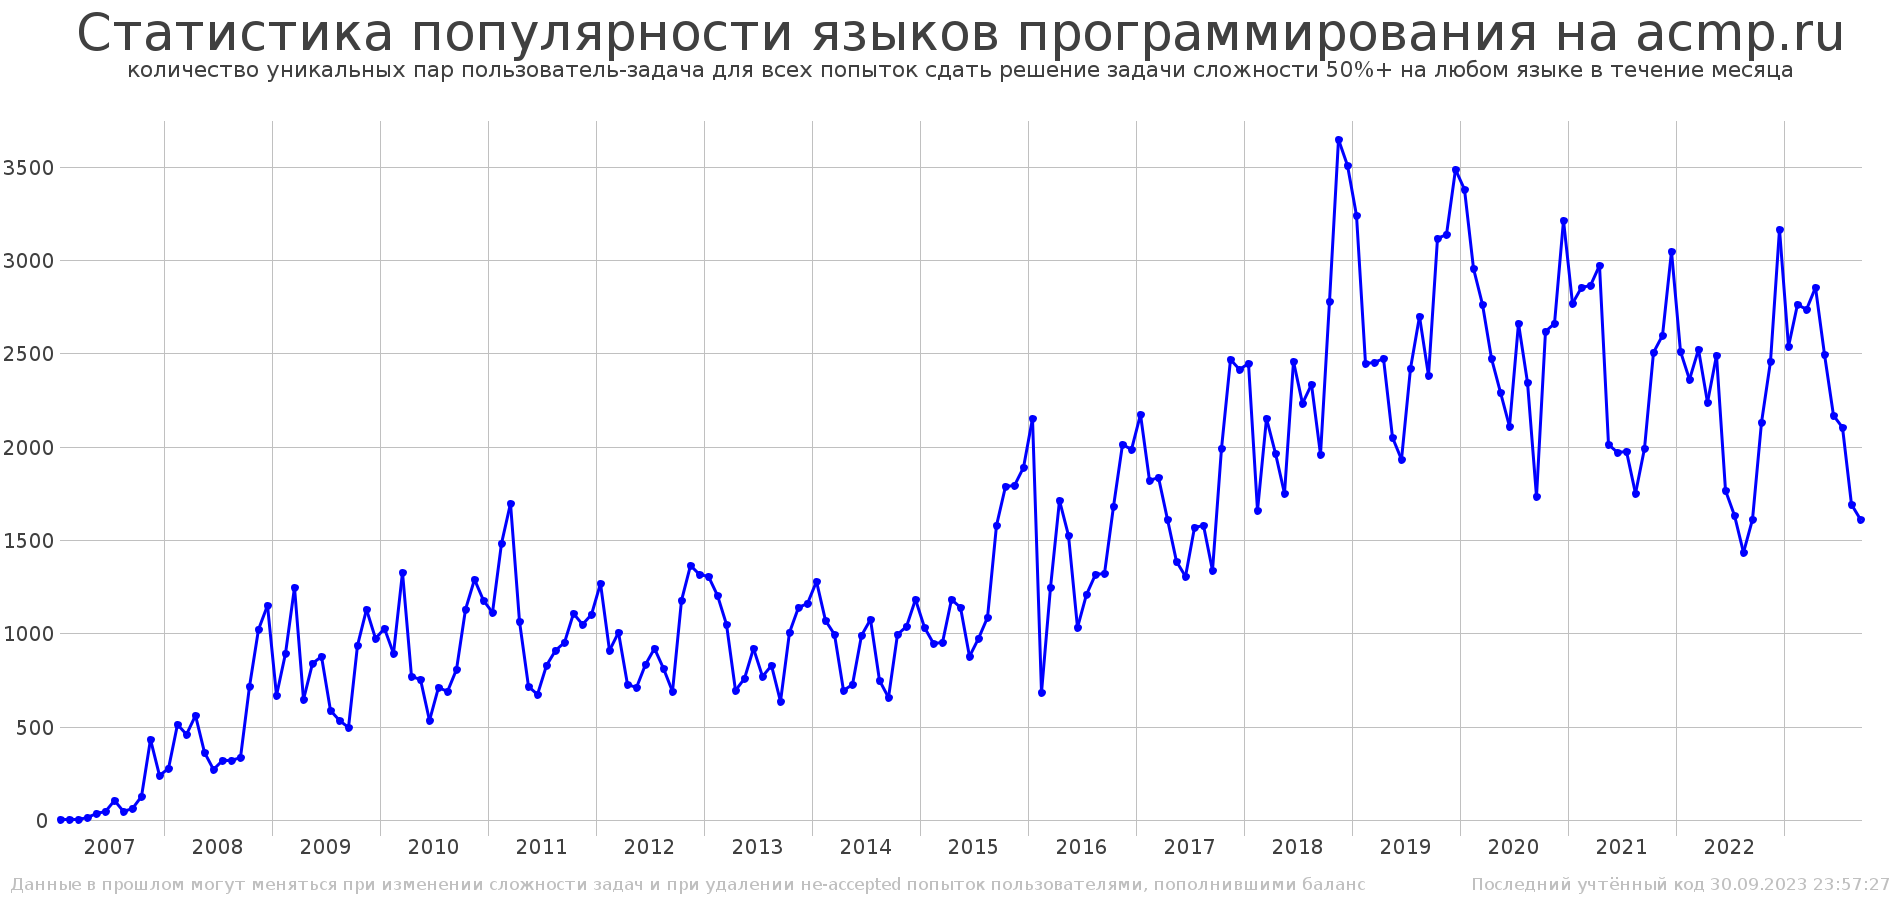 Статистика популярности языков программирования на acmp.ru
количество уникальных пар пользователь-задача для всех попыток сдать решение задачи сложности 50%+ на любом языке в течение месяца
3500
3000
2500
2000
1500
1000
500
0
2007 2008 2009 2010 2011 2012 2013 2014 2015 2016 2017 2018 2019 2020 2021 2022
Данные в прошлом могут меняться при изменении сложности задач и при удалении не-accepted попыток пользователями, пополнившими баланс Последний учтённый код 30.09.2023 23:57:27